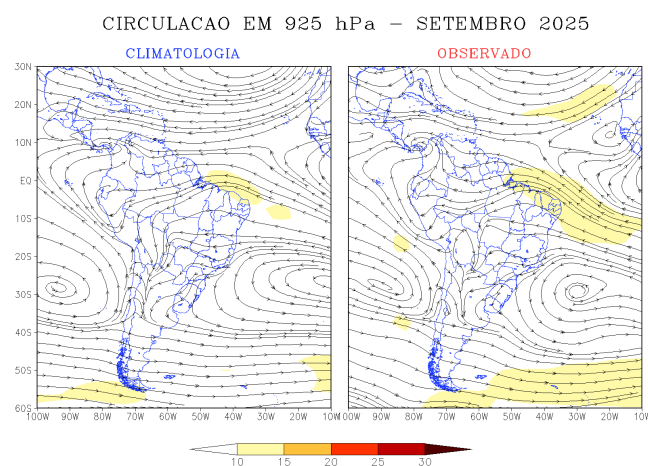 CIRCULACAO EM 925 hPa – SETEMBRO 2025
CLIMATOLOGIA
OBSERVADO
30N
20N
10N
EQ
10S
20S
30S
40S
50S
60S
100W 90W 80W 70W 60W 50W 40W 30W 20W 10W
100W 90W 80W 70W 60W 50W 40W 30W 20W 10W
10 15 20 25 30